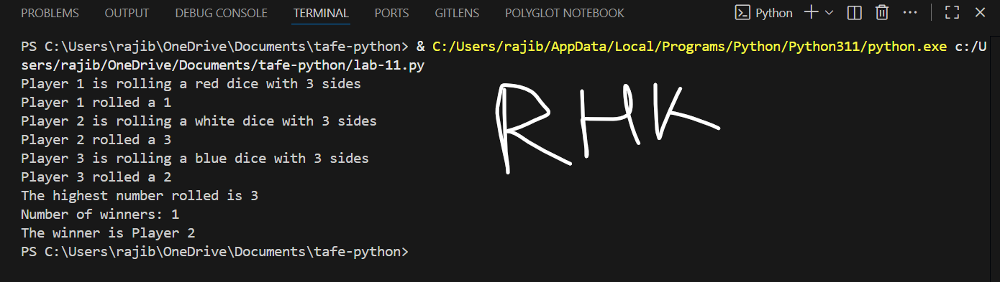 PROBLEMS OUTPUT DEBUG CONSOLE TERMINAL PORTS GITLENS POLYGLOT NOTEBOOK Python
PS C:\Users\rajib\OneDrive\Documents\tafe-python> & C:/Users/rajib/AppData/Local/Programs/Python/Python311/python.exe c:/U
sers/rajib/OneDrive/Documents/tafe-python/lab-11.py
Player 1 is rolling a red dice with 3 sides
Player 1 rolled a 1
Player 2 is rolling a white dice with 3 sides
Player 2 rolled a 3
Player 3 is rolling a blue dice with 3 sides
Player 3 rolled a 2
The highest number rolled is 3
Number of winners: 1
The winner is Player 2
PS C:\Users\rajib\OneDrive\Documents\tafe-python>
RHK